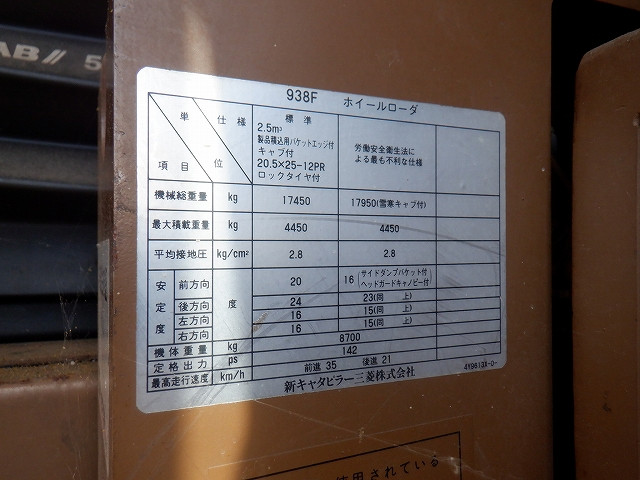 AB// 5
938F ホイールローダ
単 仕様
項目 位
標準
2.5m³
製品積込用バケットエッジ付
キャブ付
20.5×25-12PR
ロックタイヤ付
労働安全衛生法に
よる最も不利な仕様
機械総重量 kg 17450 17950(雪寒キャブ付)
最大積載重量 kg 4450 4450
平均接地圧 kg/cm² 2.8 2.8
安定度 前方向 度 20 16(サイドダンプバケット付
ヘッドガードキャノピー付)
後方向 24 23(同 上)
左方向 16 15(同 上)
右方向 16 15(同 上)
機体重量 kg 8700
定格出力 ps 142
最高走行速度 km/h 前進 35 後進 21
新キャタピラー三菱株式会社
使用されている